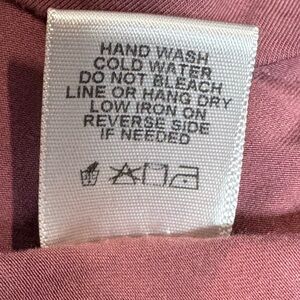 HAND WASH
COLD WATER
DO NOT BLEACH
LINE OR HANG DRY
LOW IRON ON
REVERSE SIDE
IF NEEDED